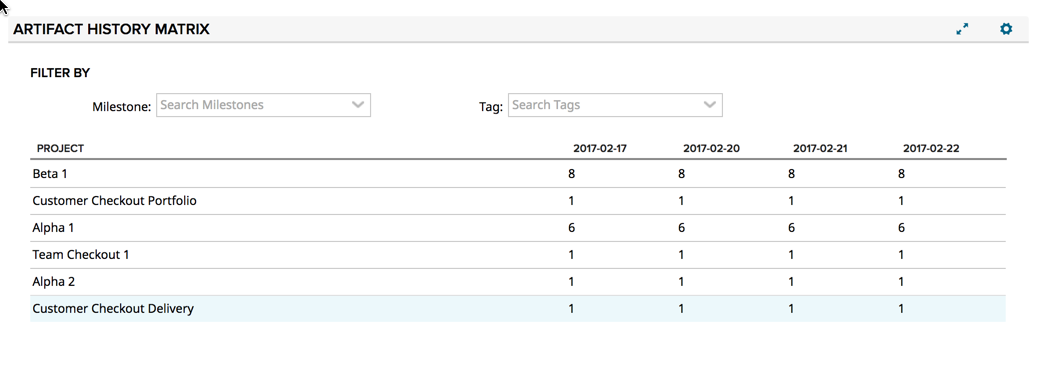 ARTIFACT HISTORY MATRIX
FILTER BY
Milestone: Search Milestones Tag: Search Tags
PROJECT 2017-02-17 2017-02-20 2017-02-21 2017-02-22
Beta 1 8 8 8 8
Customer Checkout Portfolio 1 1 1 1
Alpha 1 6 6 6 6
Team Checkout 1 1 1 1 1
Alpha 2 1 1 1 1
Customer Checkout Delivery 1 1 1 1